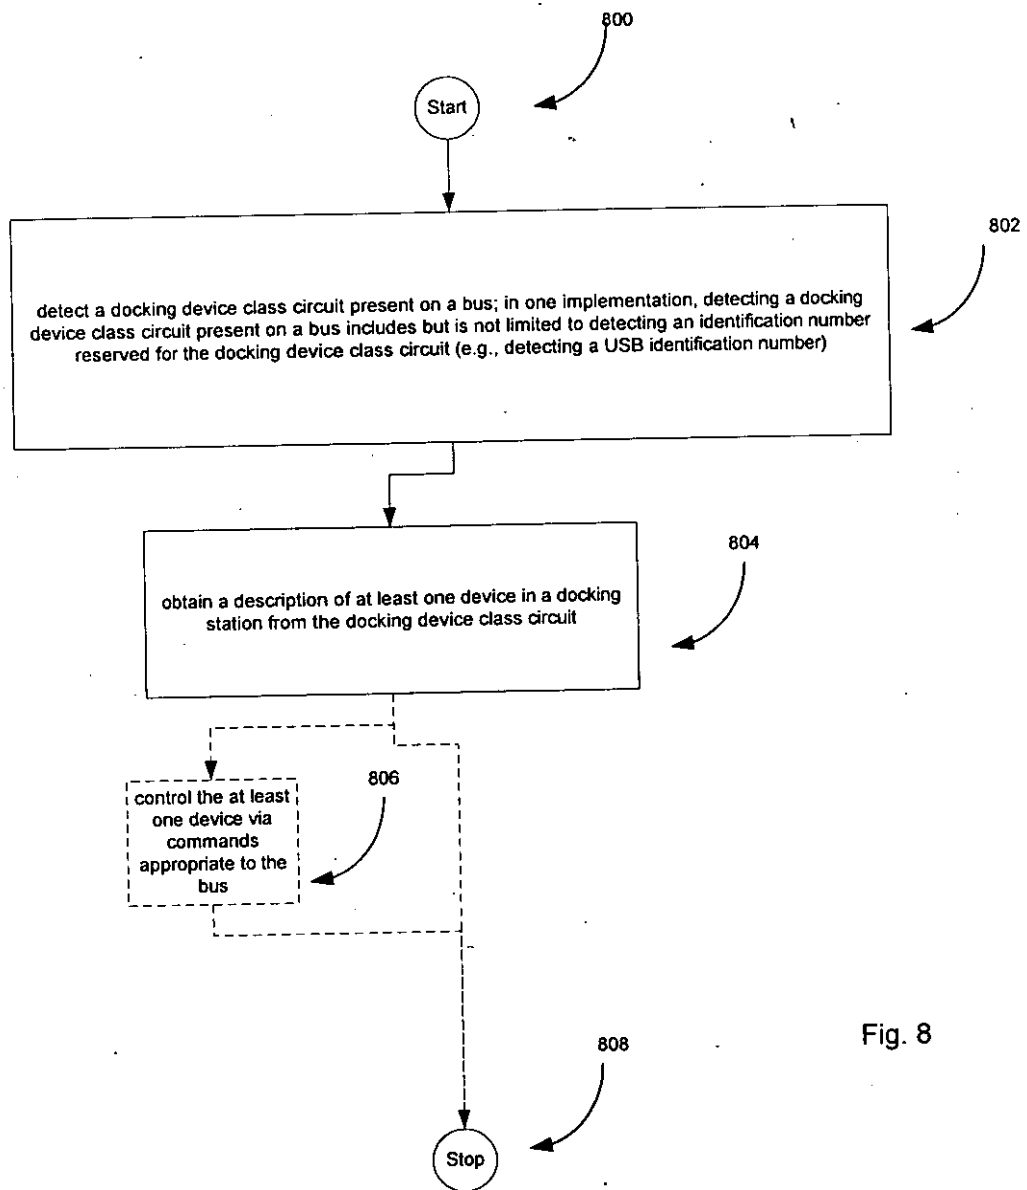 800
Start
802
detect a docking device class circuit present on a bus; in one implementation, detecting a docking
device class circuit present on a bus includes but is not limited to detecting an identification number
reserved for the docking device class circuit (e.g., detecting a USB identification number)
804
obtain a description of at least one device in a docking
station from the docking device class circuit
806
control the at least
one device via
commands
appropriate to the
bus
Fig. 8
808
Stop